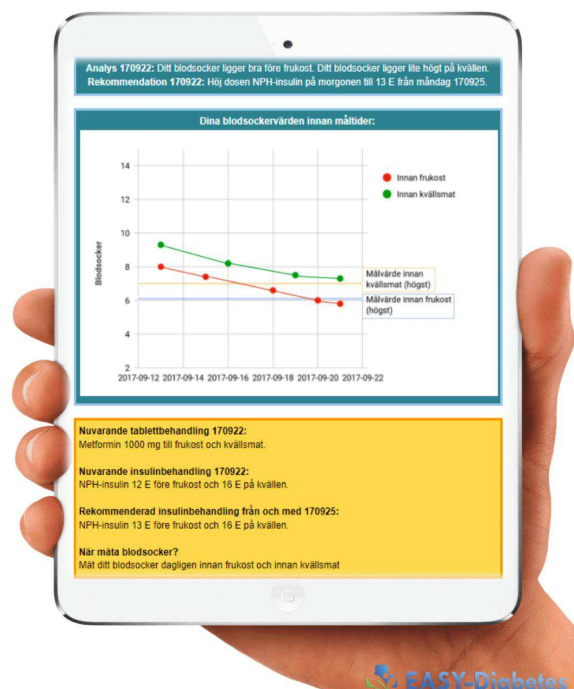 Analys 170922: Ditt blodsocker ligger bra före frukost. Ditt blodsocker ligger lite högt på kvällen.
Rekommendation 170922: Höj dosen NPH-insulin på morgonen till 13 E från måndag 170925.
Dina blodsockervärden innan måltider:
14
12
10
8
6
4
2
Blodsocker
Innan frukost
Innan kvällsmat
Målvärde innan
kvällsmat (högst)
Målvärde innan frukost
(högst)
2017-09-12 2017-09-14 2017-09-16 2017-09-18 2017-09-20 2017-09-22
Nuvarande tablettbehandling 170922:
Metformin 1000 mg till frukost och kvällsmat.
Nuvarande insulinbehandling 170922:
NPH-insulin 12 E före frukost och 16 E på kvällen.
Rekommenderad insulinbehandling från och med 170925:
NPH-insulin 13 E före frukost och 16 E på kvällen.
När mäta blodsocker?
Mät ditt blodsocker dagligen innan frukost och innan kvällsmat
EASY-Diabetes